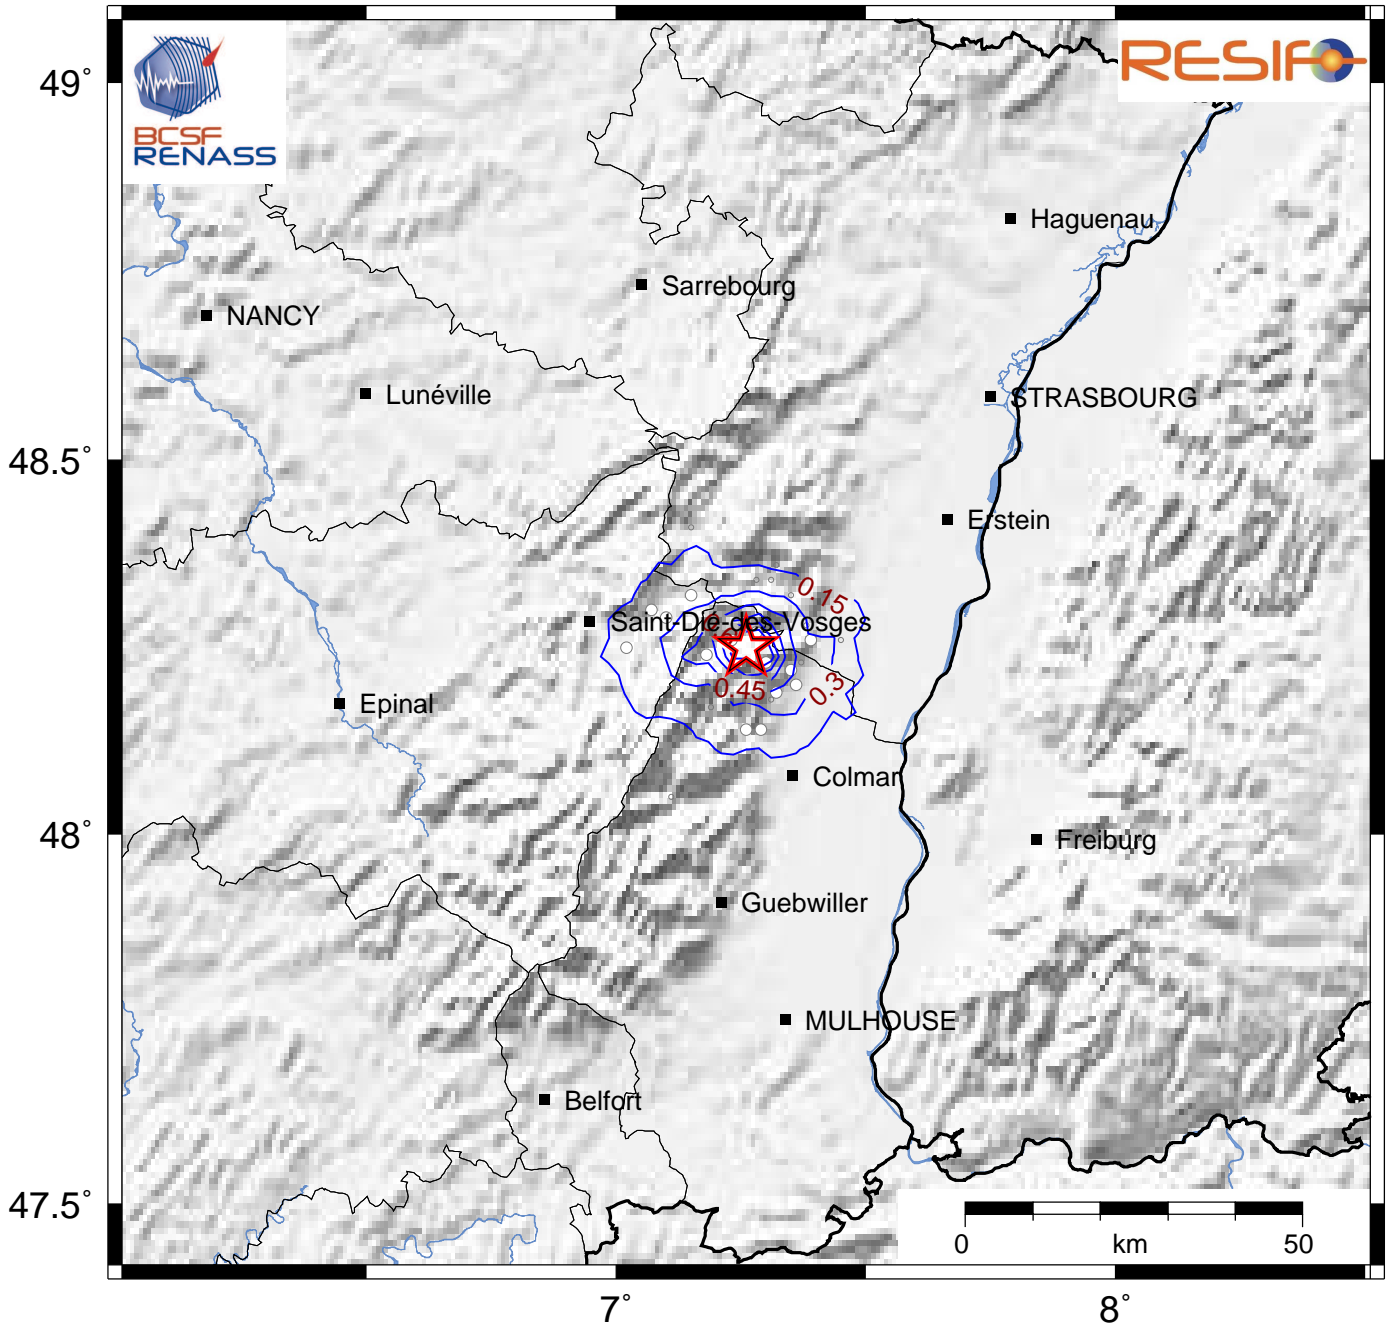 49°
BCSF
RENASS
RESIF
Haguenau
Sarrebourg
NANCY
Lunéville
STRASBOURG
48.5°
Erstein
0.15
Saint-Dié-des-Vosges
0.45
0.3
Epinal
Colmar
48°
Freiburg
Guebwiller
MULHOUSE
Belfort
47.5°
0 km 50
7° 8°